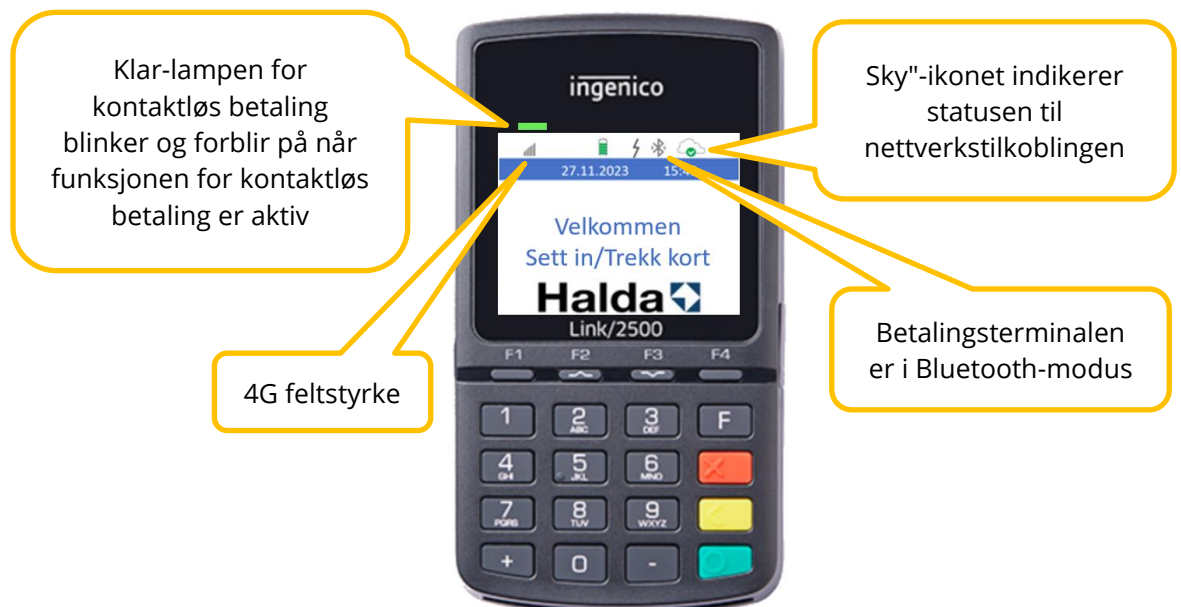 Klar-lampen for
kontaktløs betaling
blinker og forblir på når
funksjonen for kontaktløs
betaling er aktiv
Sky"-ikonet indikerer
statusen til
nettverkstilkoblingen
4G feltstyrke
Betalingsterminalen
er i Bluetooth-modus
ingenico
27.11.2023
Velkommen
Sett in/Trekk kort
Halda
Link/2500
F1 F2 F3 F4
1 2 ABC 3 DEF F
4 GHI 5 JKL 6 MNO
7 PQRS 8 TUV 9 WXYZ
+ 0 -